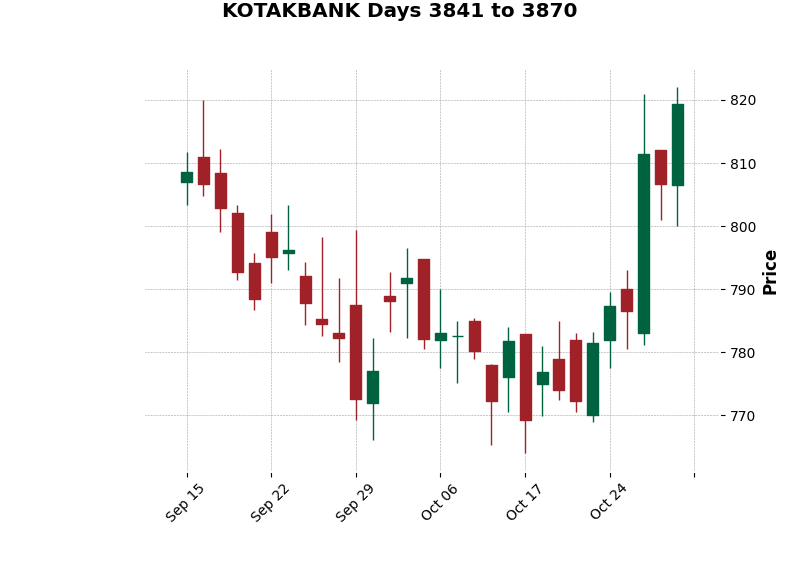 KOTAKBANK Days 3841 to 3870
820
810
800
790
780
770
Price
Sep 15
Sep 22
Sep 29
Oct 06
Oct 17
Oct 24